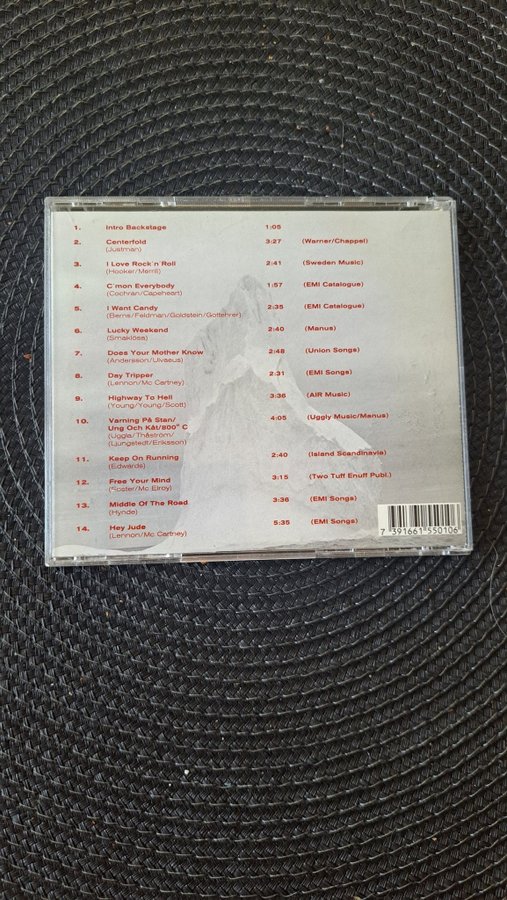 1. Intro Backstage 1:05
2. Centerfold 3:27 (Warner/Chappel)
(Justman)
3. I Love Rock´n´Roll 2:41 (Sweden Music)
(Hooker/Merrill)
4. C´mon Everybody 1:57 (EMI Catalogue)
(Cochran/Capeheart)
5. I Want Candy 2:35 (EMI Catalogue)
(Berns/Feldman/Goldstein/Gottehrer)
6. Lucky Weekend 2:40 (Manus)
(Smaklösa)
7. Does Your Mother Know 2:48 (Union Songs)
(Andersson/Ulvaeus)
8. Day Tripper 2:31 (EMI Songs)
(Lennon/Mc Cartney)
9. Highway To Hell 3:36 (AIR Music)
(Young/Young/Scott)
10. Varning På Stan/ 4:05 (Uggly Music/Manus)
Ung Och Kåt/800° C
(Uggla/Thåström/
(Ljungstedt/Eriksson)
11. Keep On Running 2:40 (Island Scandinavia)
(Edwards)
12. Free Your Mind 3:15 (Two Tuff Enuff Publ.)
(Foster/Mc Elroy)
13. Middle Of The Road 3:36 (EMI Songs)
(Hynde)
14. Hey Jude 5:35 (EMI Songs)
(Lennon/Mc Cartney)
7 391661 550106